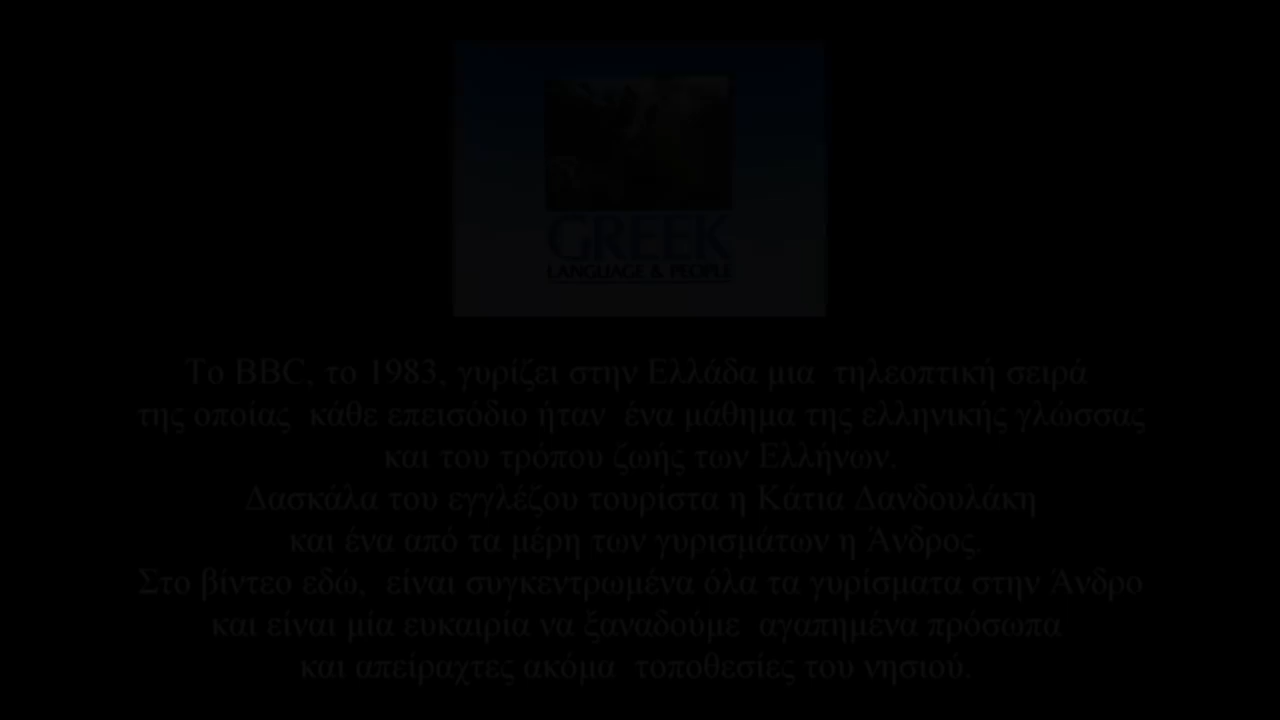 GREEK
LANGUAGE & PEOPLE
Το BBC, το 1983, γυρίζει στην Ελλάδα μια τηλεοπτική σειρά
της οποίας κάθε επεισόδιο ήταν ένα μάθημα της ελληνικής γλώσσας
και του τρόπου ζωής των Ελλήνων.
Δασκάλα του εγγλέζου τουρίστα η Κάτια Δανδουλάκη
και ένα από τα μέρη των γυρισμάτων η Άνδρος.
Στο βίντεο εδώ, είναι συγκεντρωμένα όλα τα γυρίσματα στην Άνδρο
και είναι μία ευκαιρία να ξαναδούμε αγαπημένα πρόσωπα
και απείραχτες ακόμα τοποθεσίες του νησιού.